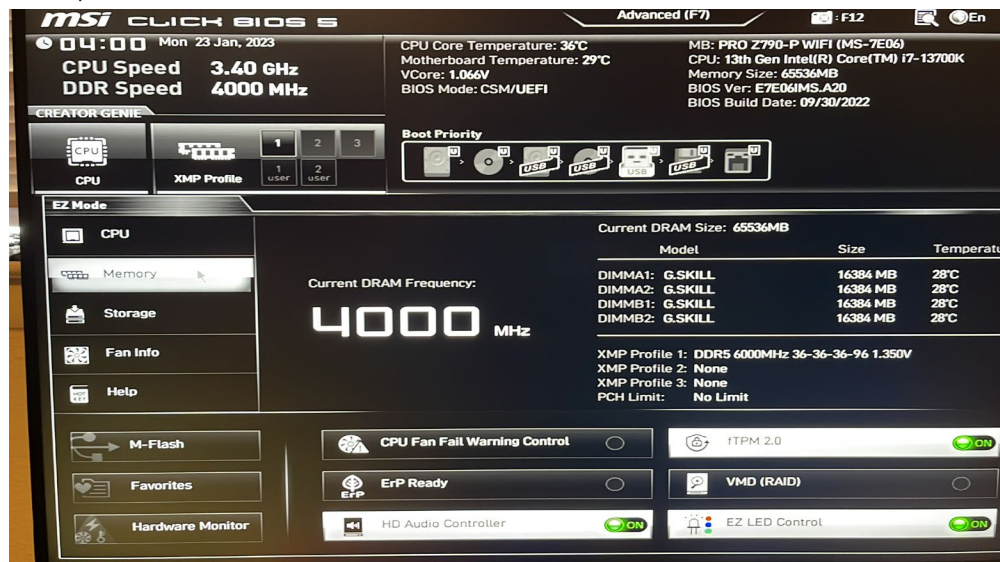 msi CLICK BIOS 5
Advanced (F7)
: F12
En
04:00 Mon 23 Jan, 2023
CPU Speed 3.40 GHz
DDR Speed 4000 MHz
CPU Core Temperature: 36°C
Motherboard Temperature: 29°C
VCore: 1.066V
BIOS Mode: CSM/UEFI
MB: PRO Z790-P WIFI (MS-7E06)
CPU: 13th Gen Intel(R) Core(TM) i7-13700K
Memory Size: 65536MB
BIOS Ver: E7E06IMS.A20
BIOS Build Date: 09/30/2022
CREATOR GENIE
CPU
CPU
XMP Profile
1 2 3
1 user 2 user
Boot Priority
U U U U U U U
USB USB USB USB
EZ Mode
CPU
Memory
Storage
Fan Info
HOT KEY
Help
Current DRAM Frequency:
4000 MHz
Current DRAM Size: 65536MB
Model Size Temperatu
DIMMA1: G.SKILL 16384 MB 28°C
DIMMA2: G.SKILL 16384 MB 28°C
DIMMB1: G.SKILL 16384 MB 28°C
DIMMB2: G.SKILL 16384 MB 28°C
XMP Profile 1: DDR5 6000MHz 36-36-36-96 1.350V
XMP Profile 2: None
XMP Profile 3: None
PCH Limit: No Limit
M-Flash
Favorites
Hardware Monitor
CPU Fan Fail Warning Control
ErP
ErP Ready
HD Audio Controller ON
fTPM 2.0 ON
VMD (RAID)
EZ LED Control ON